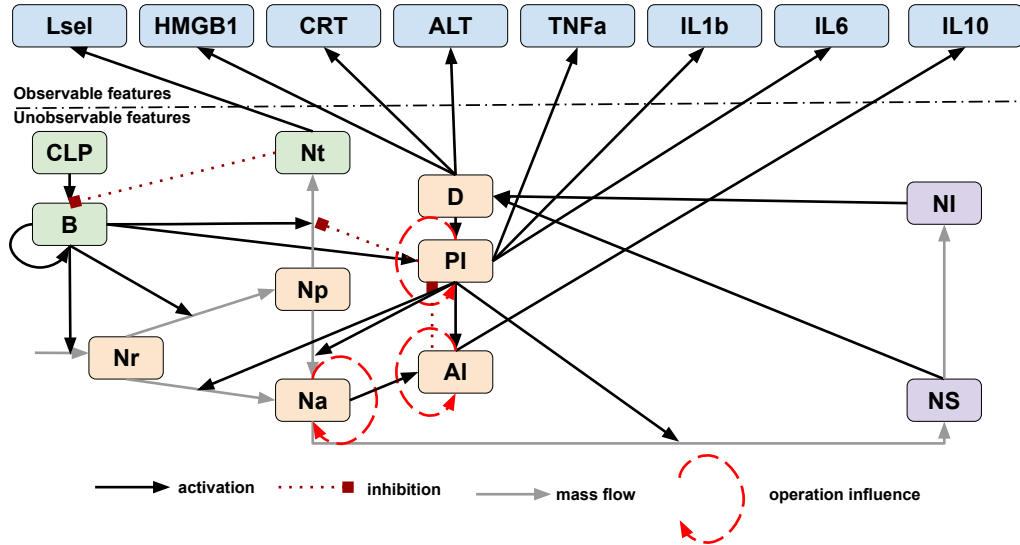 Lsel HMGB1 CRT ALT TNFa IL1b IL6 IL10
Observable features
Unobservable features
CLP Nt
D
B NI
PI
Np
Nr AI
Na NS
activation inhibition mass flow operation influence